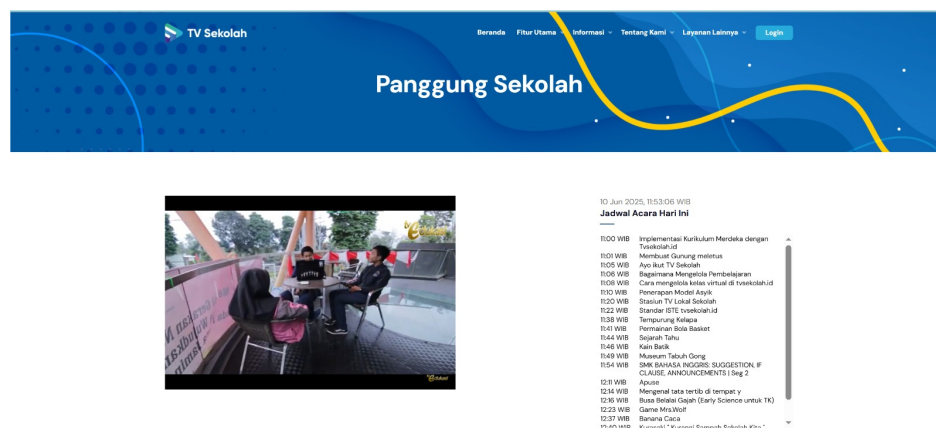 TV Sekolah
Beranda Fitur Utama Informasi Tentang Kami Layanan Lainnya Login
Panggung Sekolah
10 Jun 2025, 11:53:06 WIB
Jadwal Acara Hari Ini
11:00 WIB Implementasi Kurikulum Merdeka dengan
Tvsekolah.id
11:01 WIB Membuat Gunung meletus
11:05 WIB Ayo ikut TV Sekolah
11:06 WIB Bagaimana Mengelola Pembelajaran
11:08 WIB Cara mengelola kelas virtual di tvsekolah.id
11:10 WIB Penerapan Model Asyik
11:20 WIB Stasiun TV Lokal Sekolah
11:22 WIB Standar ISTE tvsekolah.id
11:38 WIB Tempurung Kelapa
11:41 WIB Permainan Bola Basket
11:44 WIB Sejarah Tahu
11:46 WIB Kain Batik
11:49 WIB Museum Tabuh Gong
11:54 WIB SMK BAHASA INGGRIS: SUGGESTION, IF
CLAUSE, ANNOUNCEMENTS | Seg 2
12:11 WIB Apuse
12:14 WIB Mengenal tata tertib di tempat y
12:16 WIB Busa Belalai Gajah (Early Science untuk TK)
12:23 WIB Game Mrs.Wolf
12:37 WIB Banana Caca
12:40 WIB